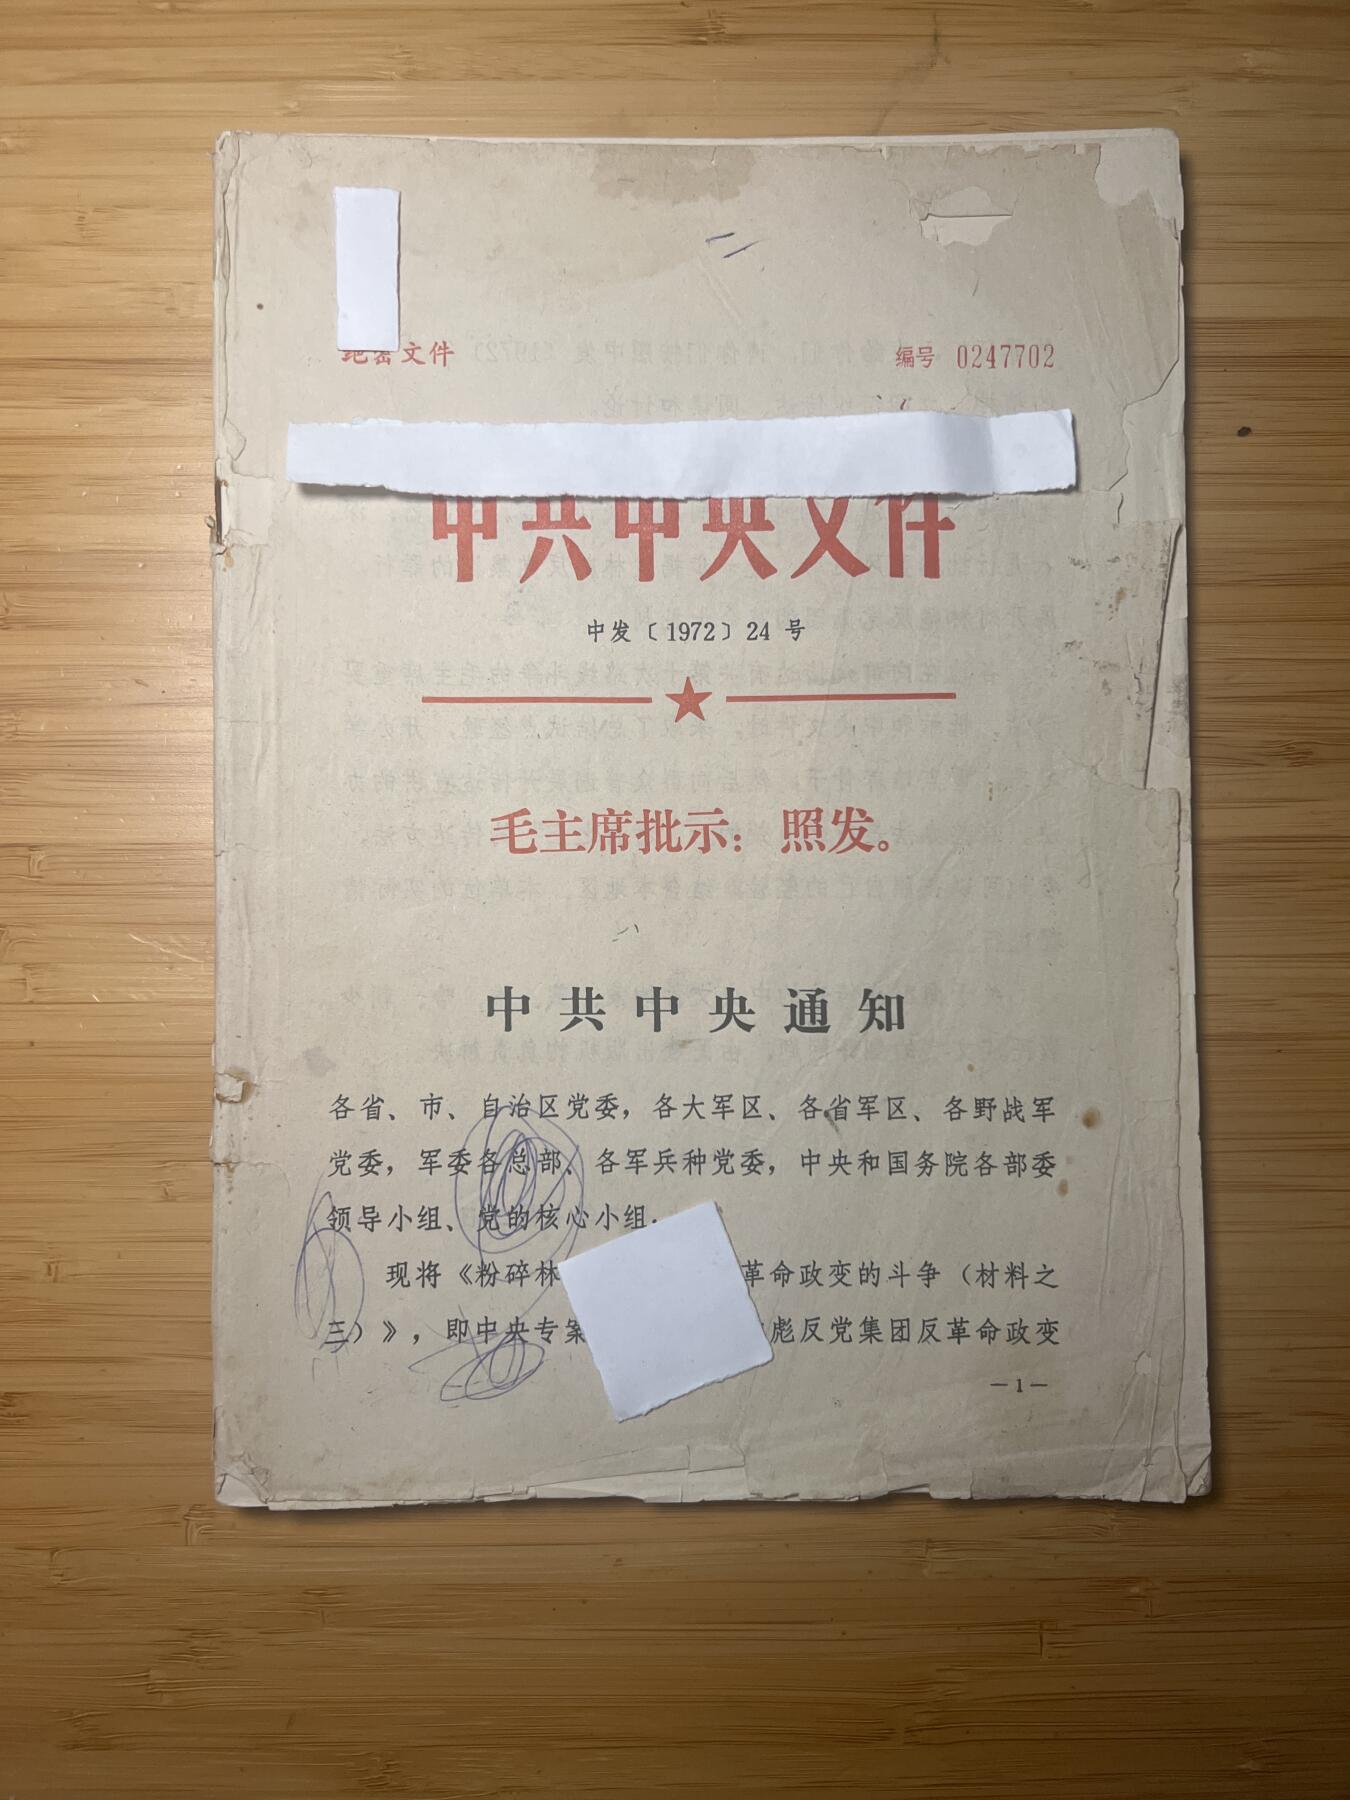 绝密文件
编号 0247702
中共中央文件
中发〔1972〕24 号
毛主席批示：照发。
中共中央通知
各省、市、自治区党委，各大军区、各省军区、各野战军
党委，军委各总部、各军兵种党委，中央和国务院各部委
领导小组、党的核心小组：
现将《粉碎林 革命政变的斗争（材料之
三）》，即中央专案 彪反党集团反革命政变
—1—